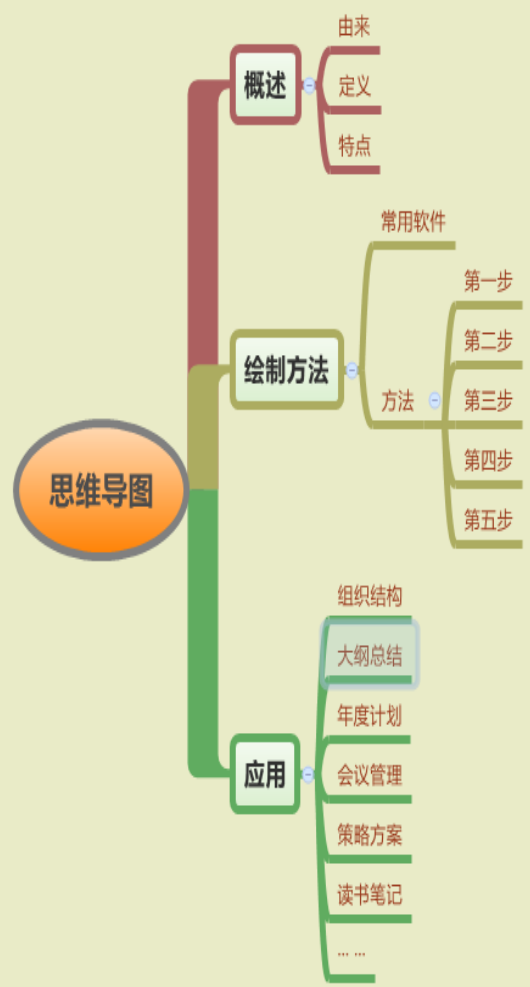 思维导图
概述
由来
定义
特点
绘制方法
常用软件
方法
第一步
第二步
第三步
第四步
第五步
应用
组织结构
大纲总结
年度计划
会议管理
策略方案
读书笔记
... ...